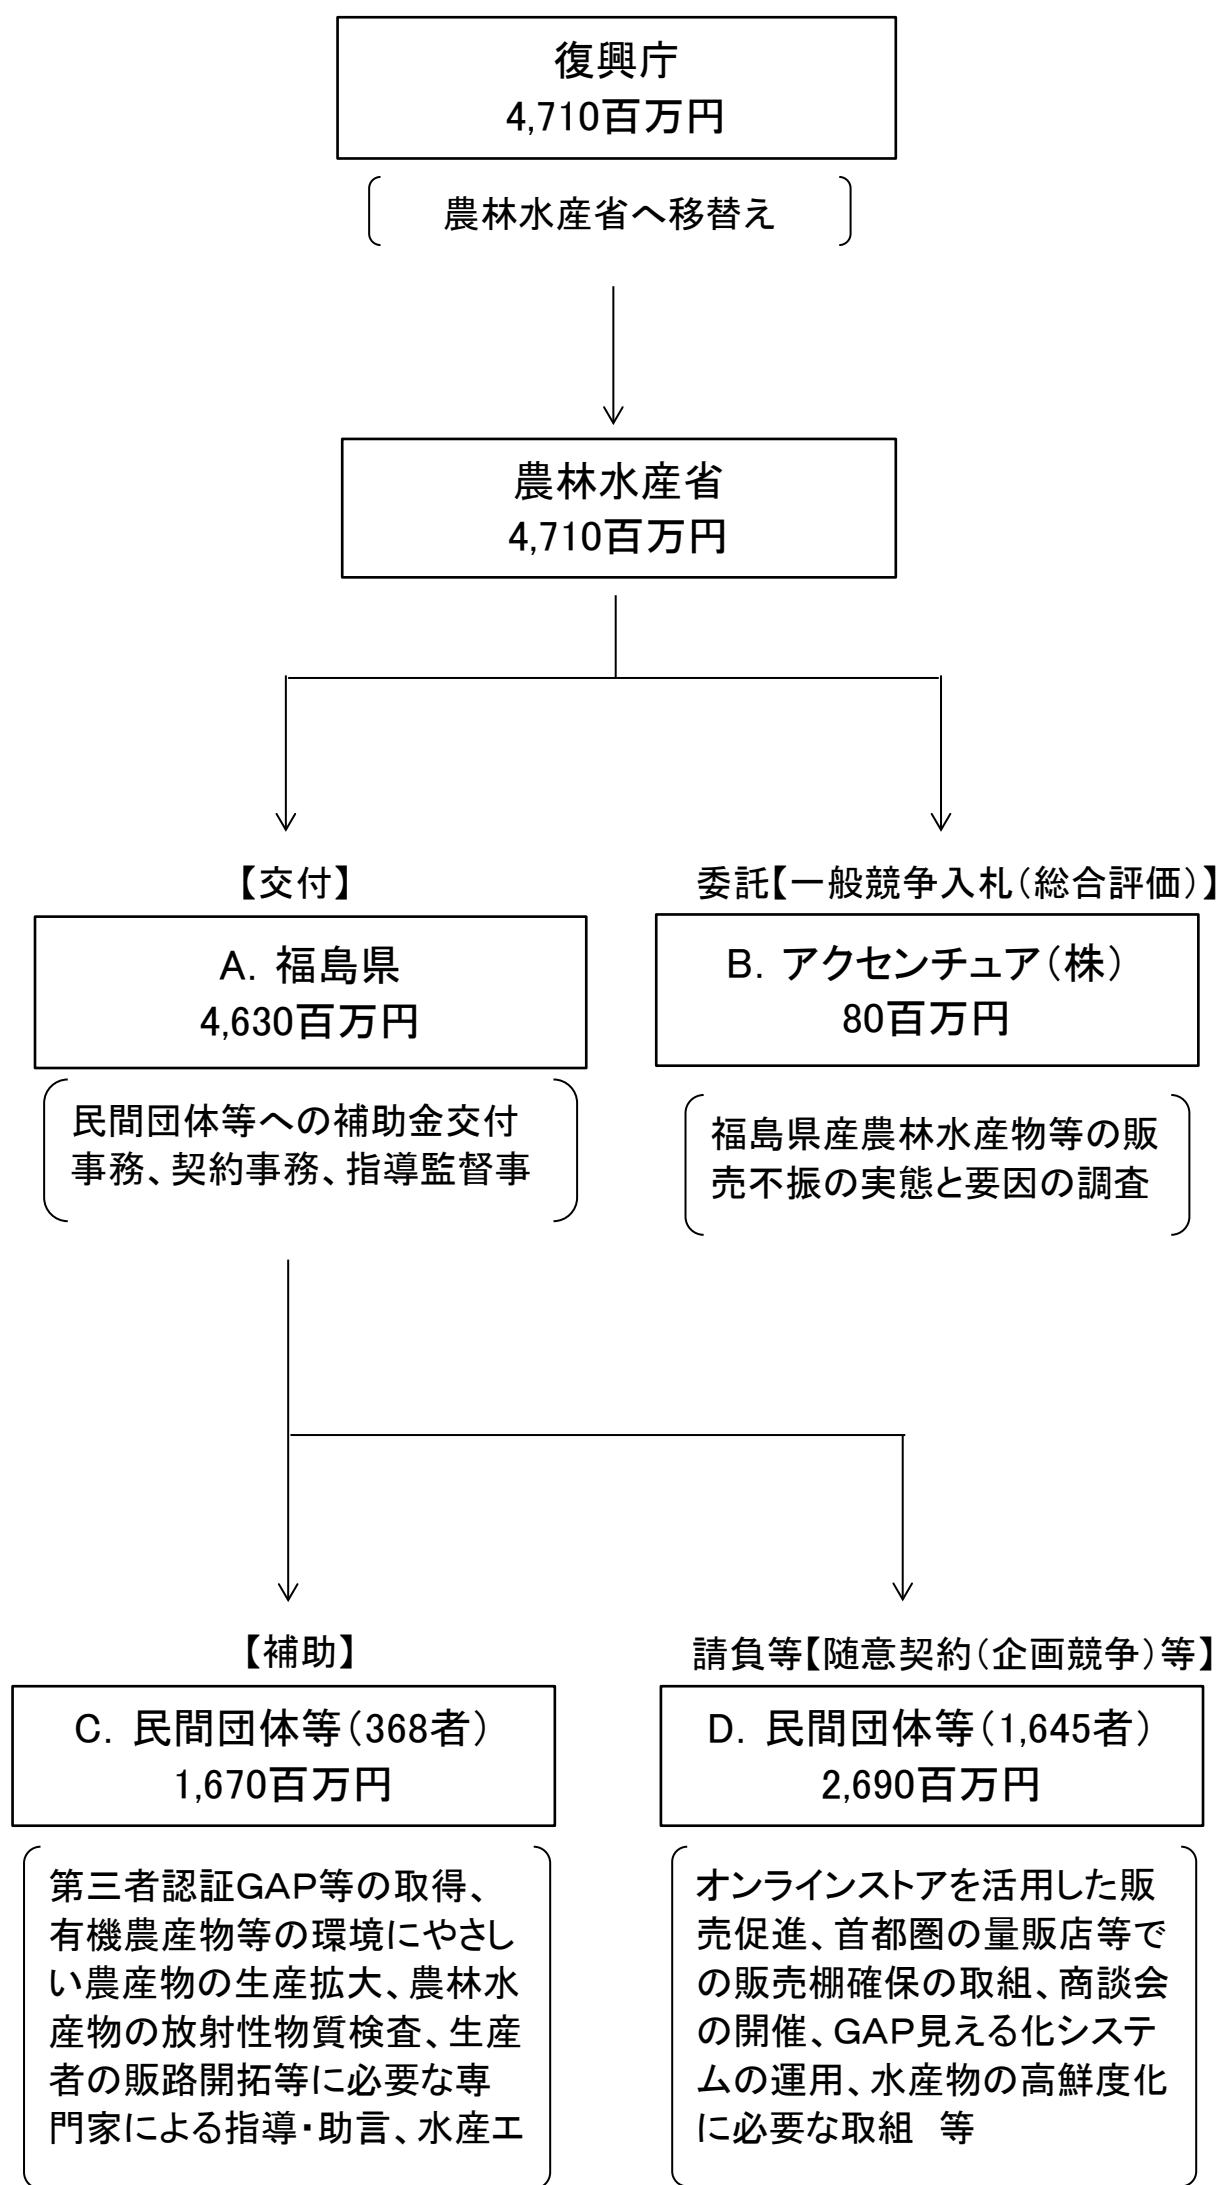 復興庁
4,710百万円
農林水産省へ移替え
農林水産省
4,710百万円
【交付】
A．福島県
4,630百万円
民間団体等への補助金交付
事務、契約事務、指導監督事
委託【一般競争入札（総合評価）】
B．アクセンチュア（株）
80百万円
福島県産農林水産物等の販
売不振の実態と要因の調査
【補助】
C．民間団体等（368者）
1,670百万円
第三者認証GAP等の取得、
有機農産物等の環境にやさし
い農産物の生産拡大、農林水
産物の放射性物質検査、生産
者の販路開拓等に必要な専
門家による指導・助言、水産エ
請負等【随意契約（企画競争）等】
D．民間団体等（1,645者）
2,690百万円
オンラインストアを活用した販
売促進、首都圏の量販店等で
の販売棚確保の取組、商談会
の開催、GAP見える化システ
ムの運用、水産物の高鮮度化
に必要な取組　等